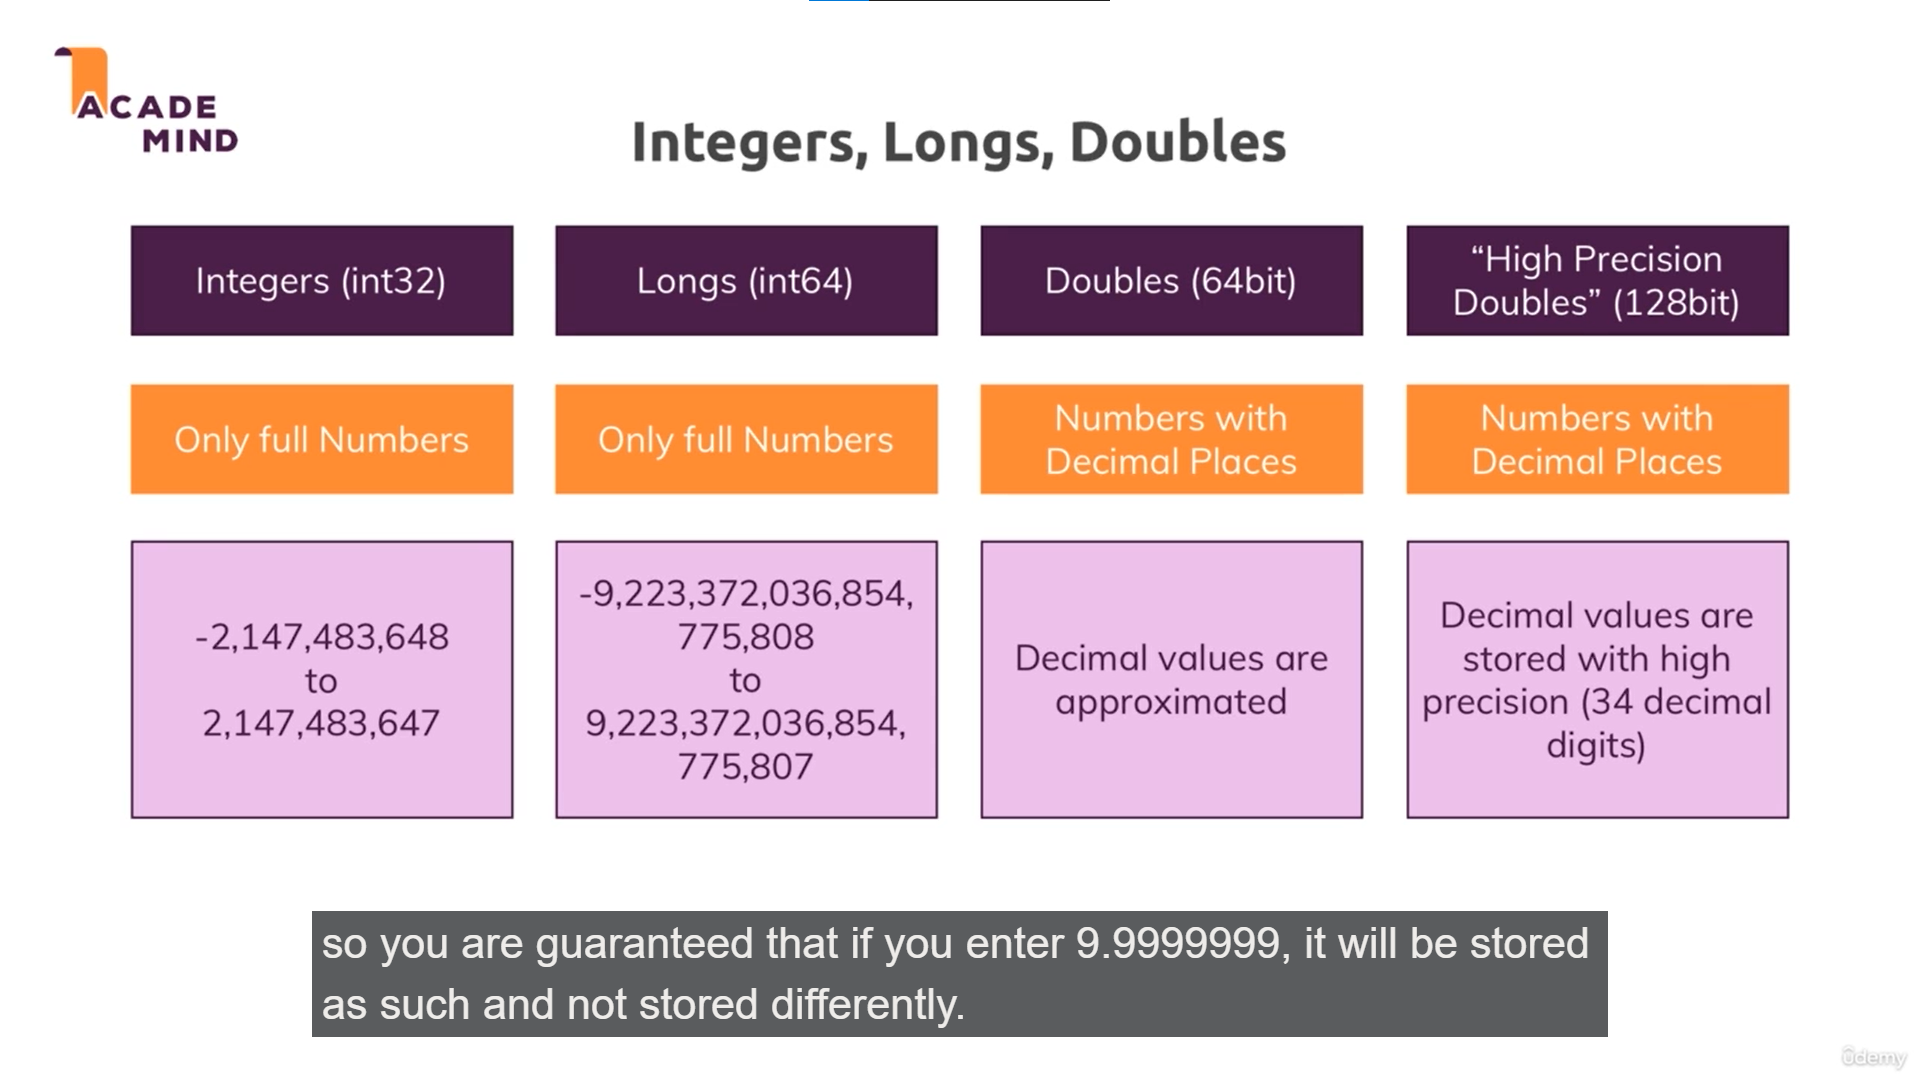 ACADE
MIND
Integers, Longs, Doubles
Integers (int32)
Longs (int64)
Doubles (64bit)
“High Precision
Doubles” (128bit)
Only full Numbers
Only full Numbers
Numbers with
Decimal Places
Numbers with
Decimal Places
-2,147,483,648
to
2,147,483,647
-9,223,372,036,854,
775,808
to
9,223,372,036,854,
775,807
Decimal values are
approximated
Decimal values are
stored with high
precision (34 decimal
digits)
so you are guaranteed that if you enter 9.9999999, it will be stored
as such and not stored differently.
ûdemy